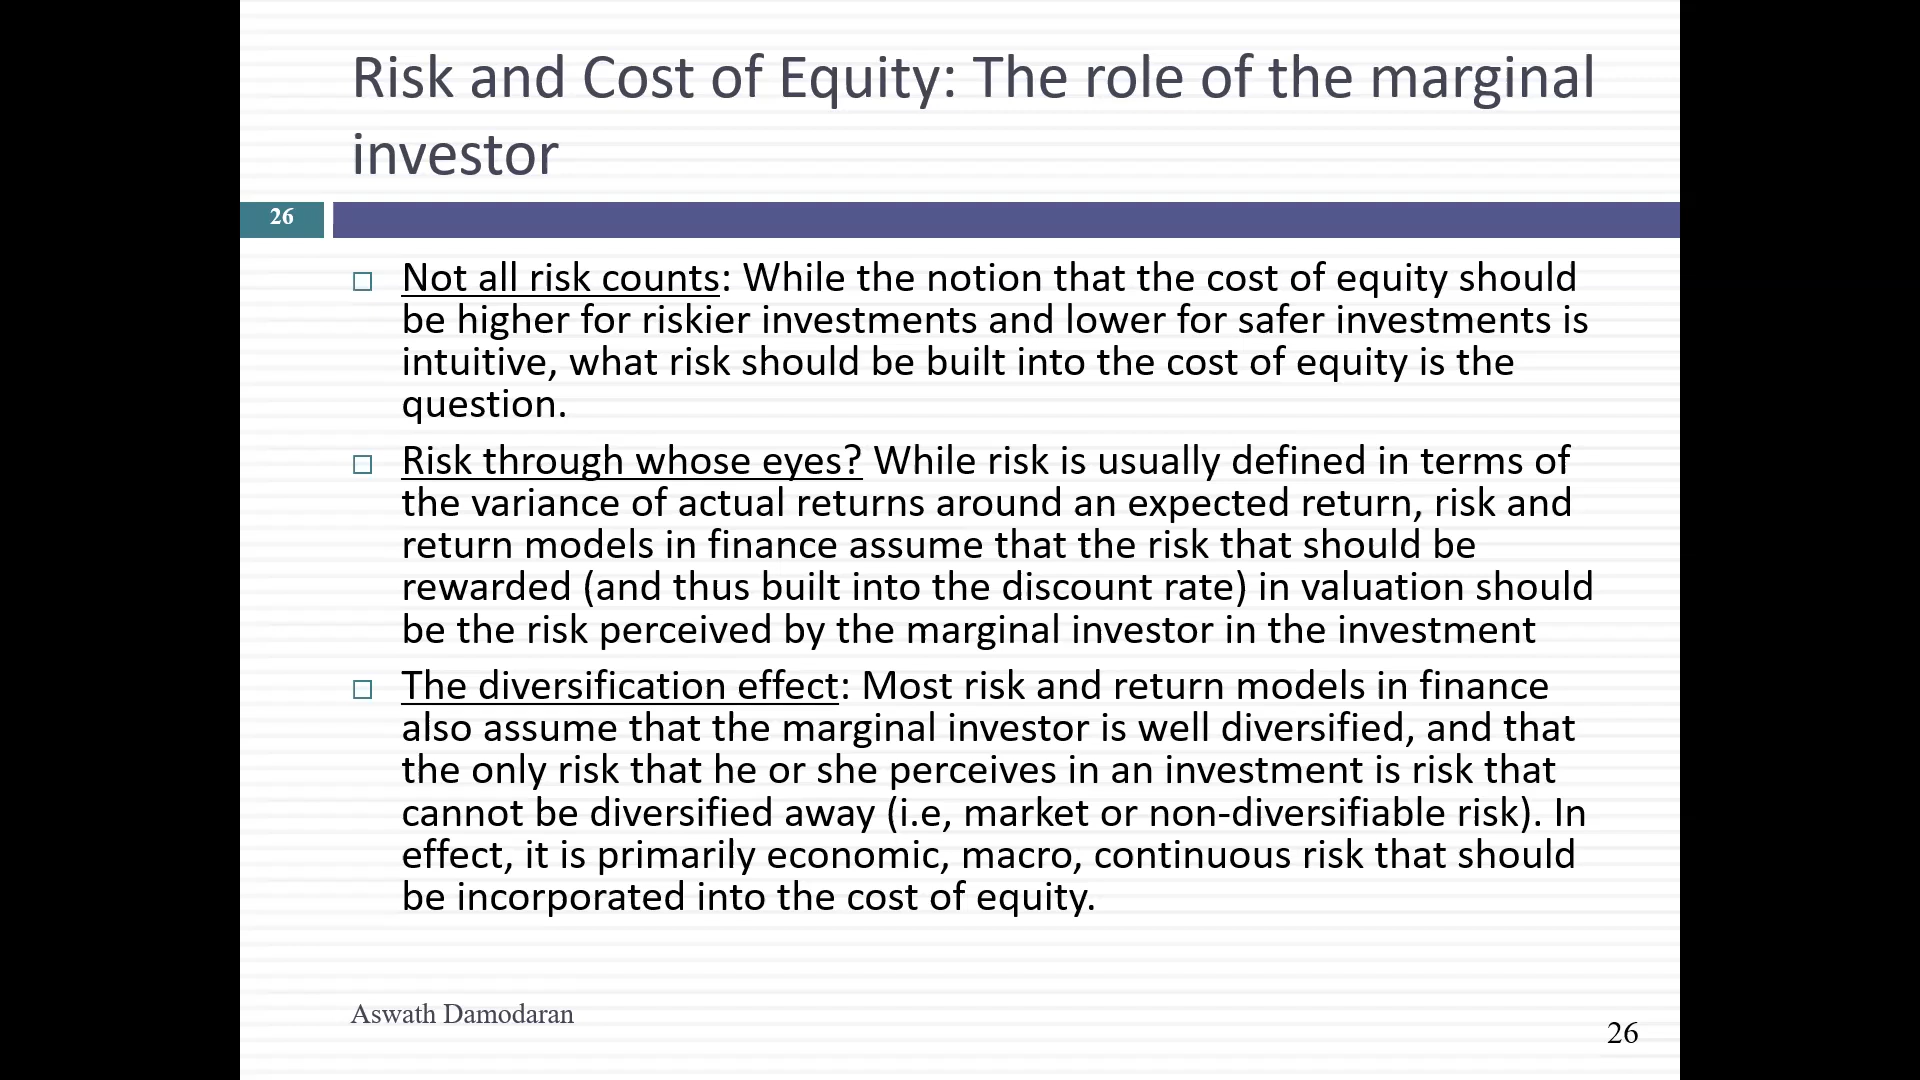 Risk and Cost of Equity: The role of the marginal
investor
26
Not all risk counts: While the notion that the cost of equity should
be higher for riskier investments and lower for safer investments is
intuitive, what risk should be built into the cost of equity is the
question.
Risk through whose eyes? While risk is usually defined in terms of
the variance of actual returns around an expected return, risk and
return models in finance assume that the risk that should be
rewarded (and thus built into the discount rate) in valuation should
be the risk perceived by the marginal investor in the investment
The diversification effect: Most risk and return models in finance
also assume that the marginal investor is well diversified, and that
the only risk that he or she perceives in an investment is risk that
cannot be diversified away (i.e, market or non-diversifiable risk). In
effect, it is primarily economic, macro, continuous risk that should
be incorporated into the cost of equity.
Aswath Damodaran
26